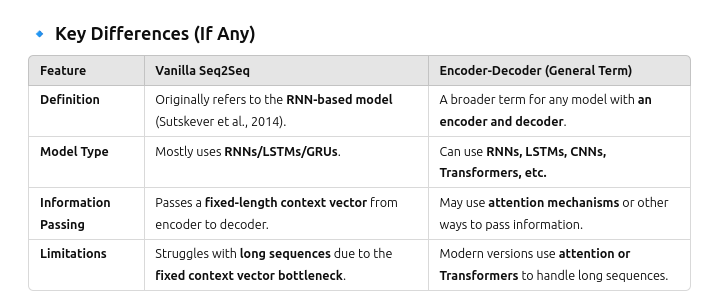 Key Differences (If Any)
Feature Vanilla Seq2Seq Encoder-Decoder (General Term)
Definition Originally refers to the RNN-based model A broader term for any model with an
(Sutskever et al., 2014). encoder and decoder.
Model Type Mostly uses RNNs/LSTMs/GRUs. Can use RNNs, LSTMs, CNNs,
Transformers, etc.
Information Passes a fixed-length context vector from May use attention mechanisms or other
Passing encoder to decoder. ways to pass information.
Limitations Struggles with long sequences due to the Modern versions use attention or
fixed context vector bottleneck. Transformers to handle long sequences.